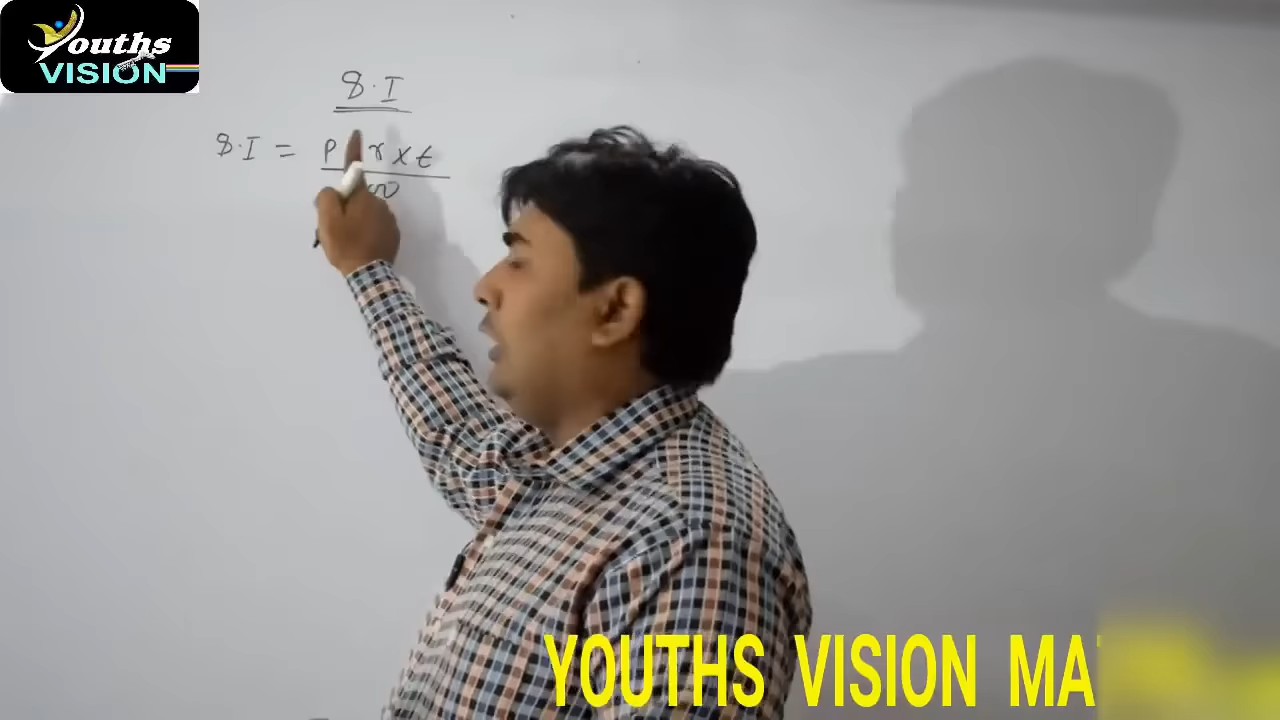 Youths
VISION
S.I
S.I = P r x t
YOUTHS VISION MA